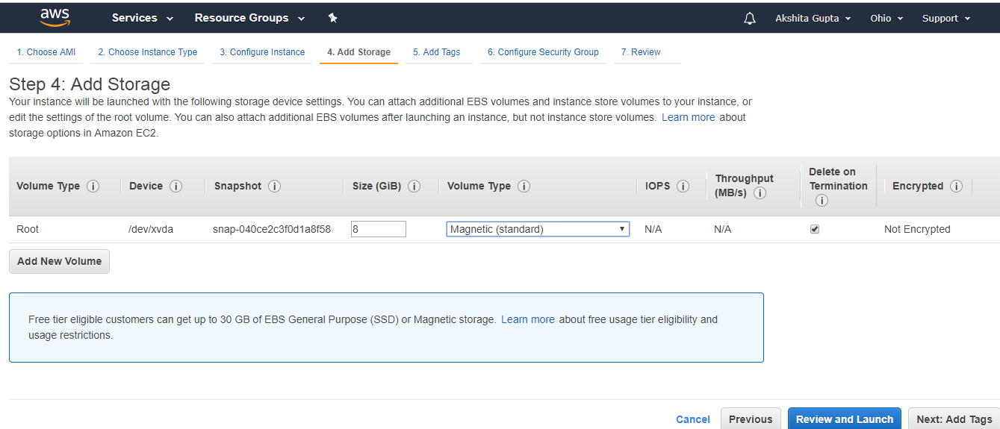 aws Services Resource Groups Akshita Gupta Ohio Support
1. Choose AMI 2. Choose Instance Type 3. Configure Instance 4. Add Storage 5. Add Tags 6. Configure Security Group 7. Review
Step 4: Add Storage
Your instance will be launched with the following storage device settings. You can attach additional EBS volumes and instance store volumes to your instance, or
edit the settings of the root volume. You can also attach additional EBS volumes after launching an instance, but not instance store volumes. Learn more about
storage options in Amazon EC2.
Volume Type i Device i Snapshot i Size (GiB) i Volume Type i IOPS i Throughput (MB/s) i Delete on Termination i Encrypted i
Root /dev/xvda snap-040ce2c3f0d1a8f58 8 Magnetic (standard) N/A N/A Not Encrypted
Add New Volume
Free tier eligible customers can get up to 30 GB of EBS General Purpose (SSD) or Magnetic storage. Learn more about free usage tier eligibility and
usage restrictions.
Cancel Previous Review and Launch Next: Add Tags